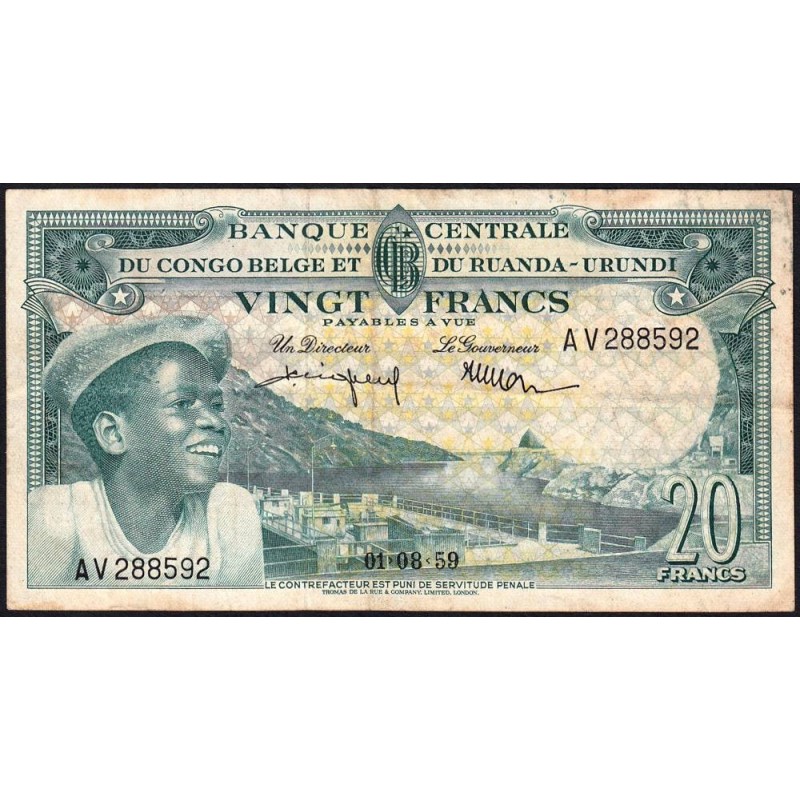 BANQUE CENTRALE
DU CONGO BELGE ET DU RUANDA-URUNDI
VINGT FRANCS
PAYABLES A VUE
Un Directeur Le Gouverneur AV288592
AV288592
01·08·59
20
FRANCS
LE CONTREFACTEUR EST PUNI DE SERVITUDE PENALE
THOMAS DE LA RUE & COMPANY, LIMITED, LONDON.